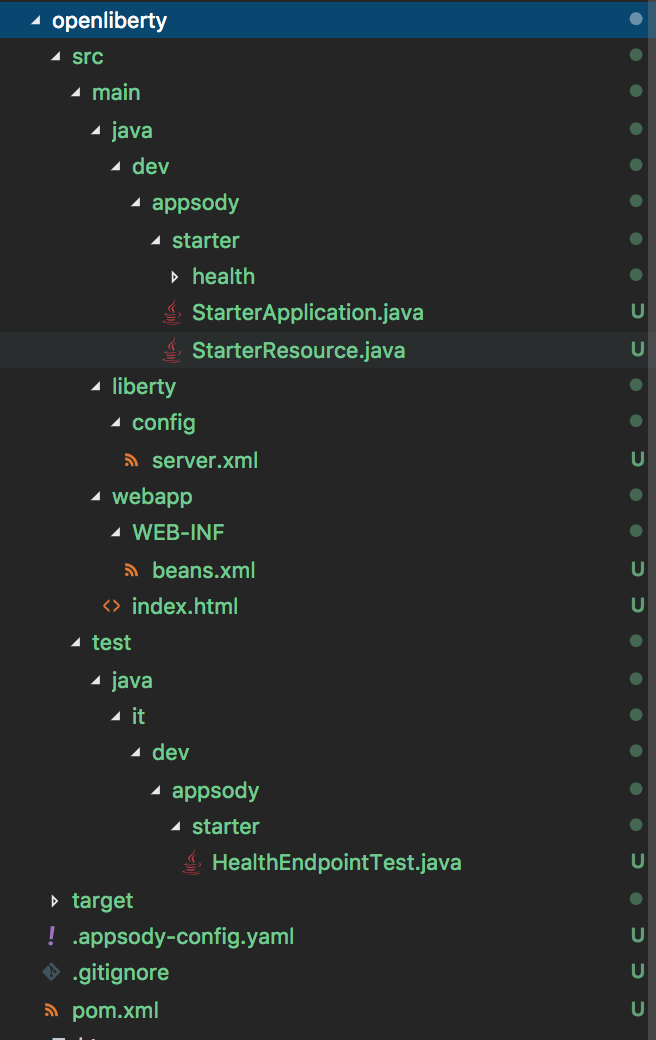 openliberty
src
main
java
dev
appsody
starter
health
StarterApplication.java U
StarterResource.java U
liberty
config
server.xml U
webapp
WEB-INF
beans.xml U
index.html U
test
java
it
dev
appsody
starter
HealthEndpointTest.java U
target
! .appsody-config.yaml U
.gitignore U
pom.xml U